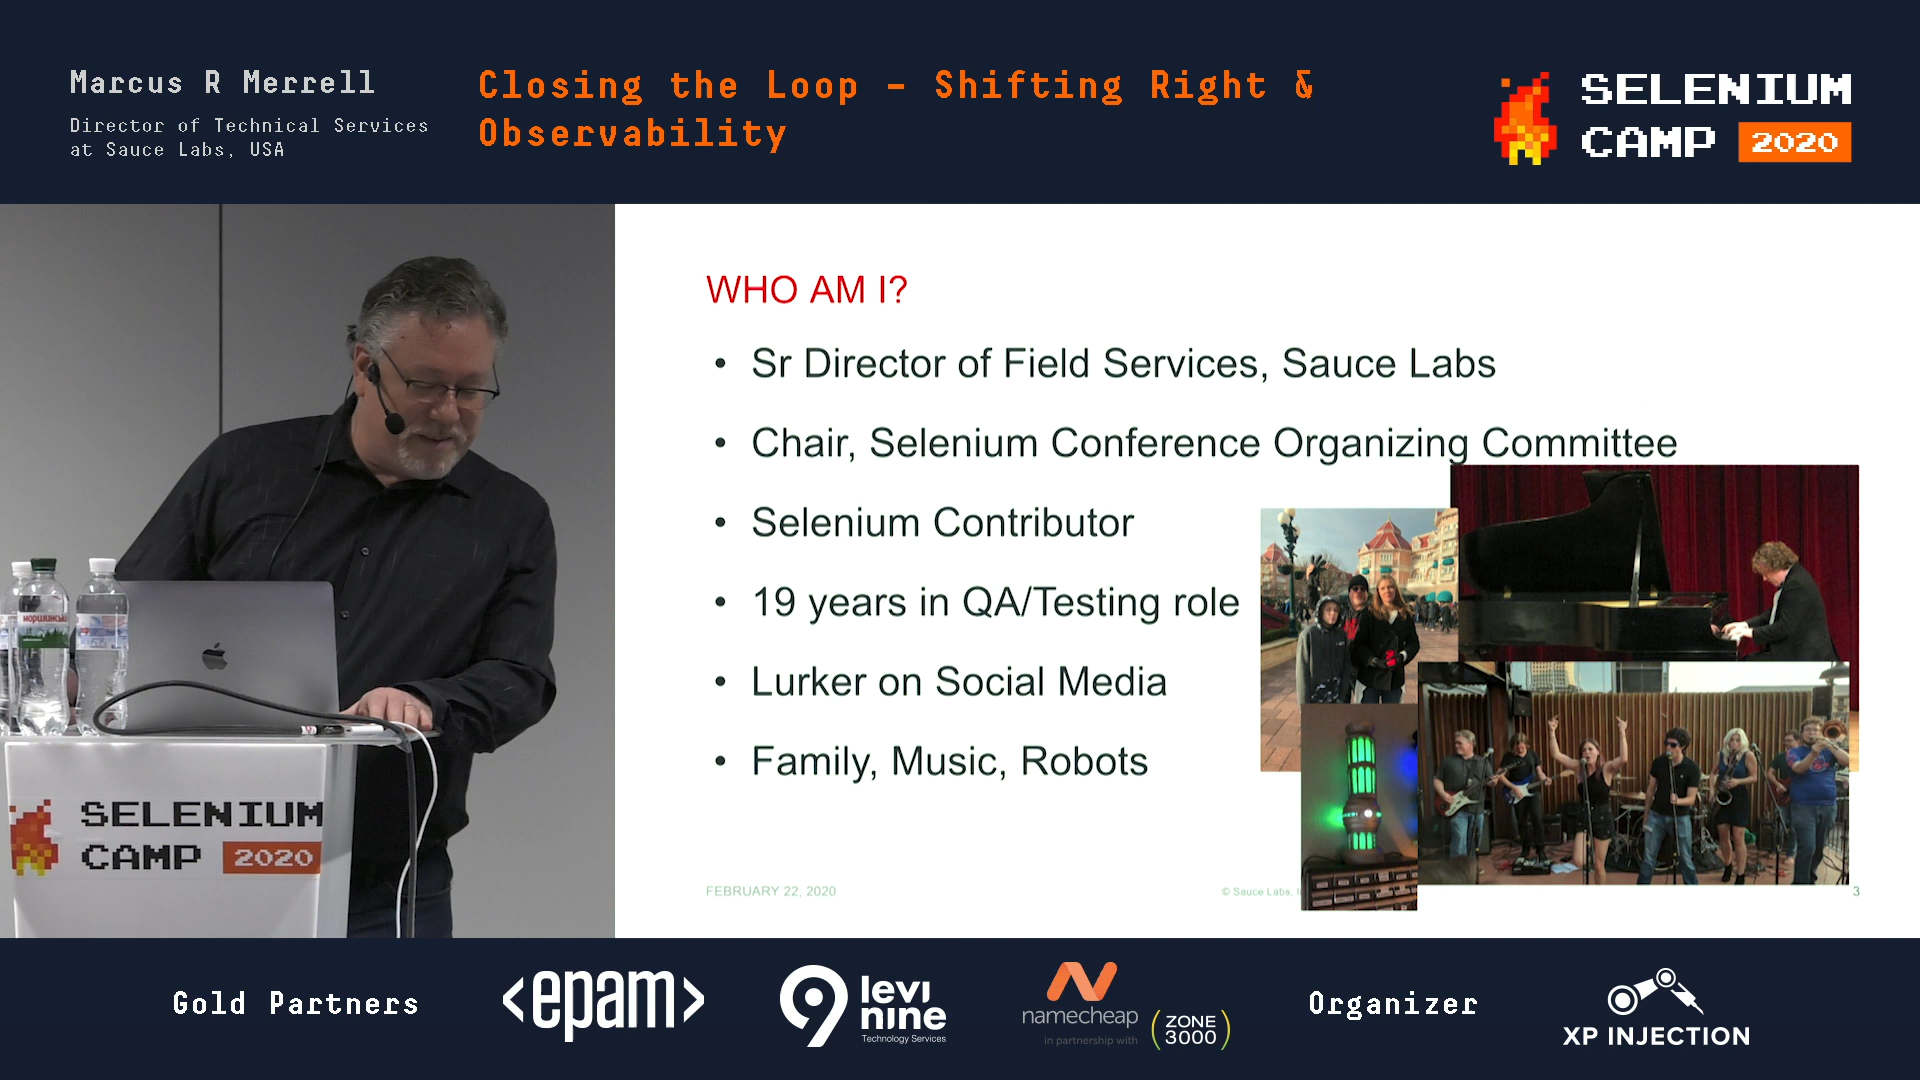 Marcus R Merrell
Director of Technical Services
at Sauce Labs, USA
Closing the Loop – Shifting Right &
Observability
SELENIUM
CAMP 2020
WHO AM I?
• Sr Director of Field Services, Sauce Labs
• Chair, Selenium Conference Organizing Committee
• Selenium Contributor
• 19 years in QA/Testing role
• Lurker on Social Media
• Family, Music, Robots
FEBRUARY 22, 2020
© Sauce Labs,
3
моршинська
SELENIUM
CAMP 2020
Gold Partners
<epam>
9 levi
nine
Technology Services
namecheap
in partnership with
(ZONE
3000)
Organizer
XP INJECTION